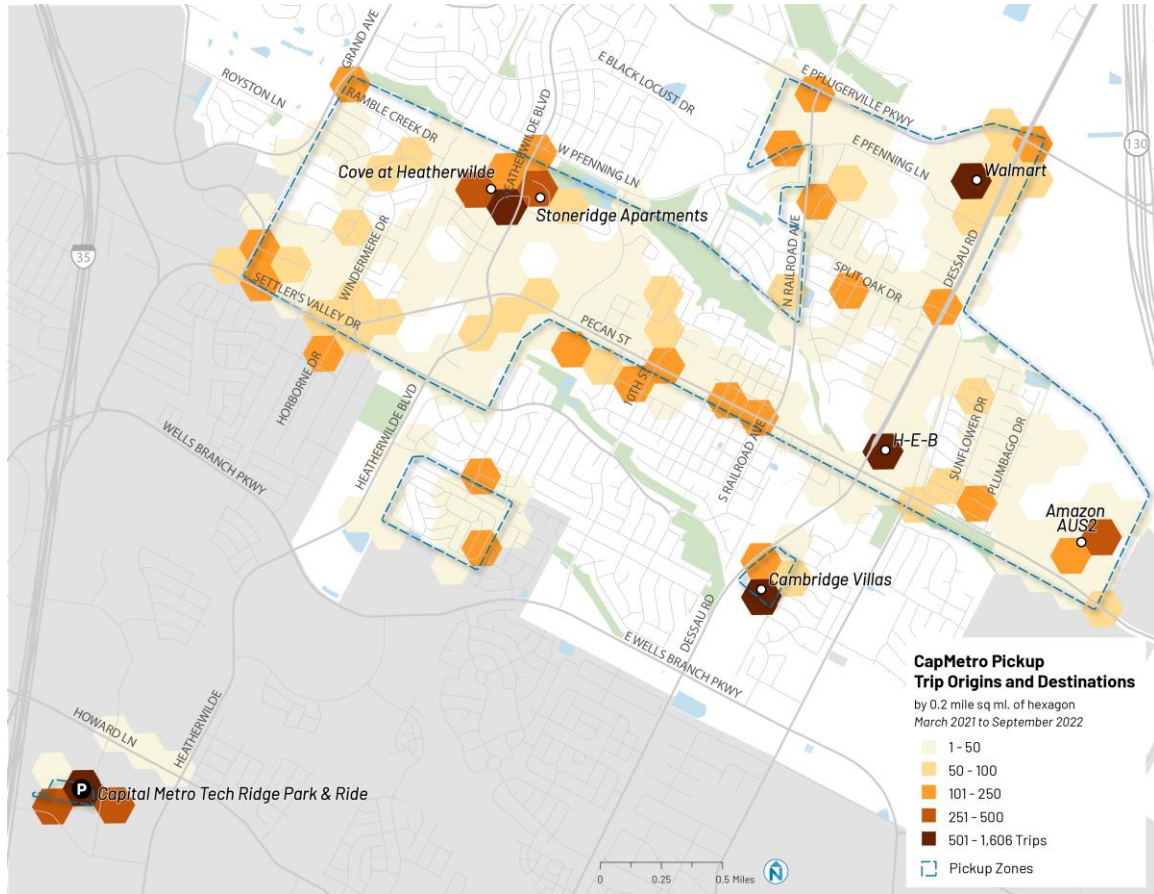 GRAND AVE
ROYSTON LN
RAMBLE CREEK DR
E BLACK LOCUST DR
HEATHERWILDE BLVD
E PFLUGERVILLE PKWY
W PFENNING LN
E PFENNING LN
130
Cove at Heatherwilde
Stoneridge Apartments
Walmart
WINDERMERE DR
N RAILROAD AVE
DESSAU RD
35
SETTLER'S VALLEY DR
SPLIT OAK DR
PECAN ST
HORBORNE DR
10TH ST
HEATHERWILDE BLVD
WELLS BRANCH PKWY
S RAILROAD AVE
SUNFLOWER DR
PLUMBAGO DR
H-E-B
Amazon
AUS2
Cambridge Villas
DESSAU RD
E WELLS BRANCH PKWY
HOWARD LN
HEATHERWILDE
P
Capital Metro Tech Ridge Park & Ride
CapMetro Pickup
Trip Origins and Destinations
by 0.2 mile sq ml. of hexagon
March 2021 to September 2022
1 - 50
50 - 100
101 - 250
251 - 500
501 - 1,606 Trips
Pickup Zones
0 0.25 0.5 Miles
N